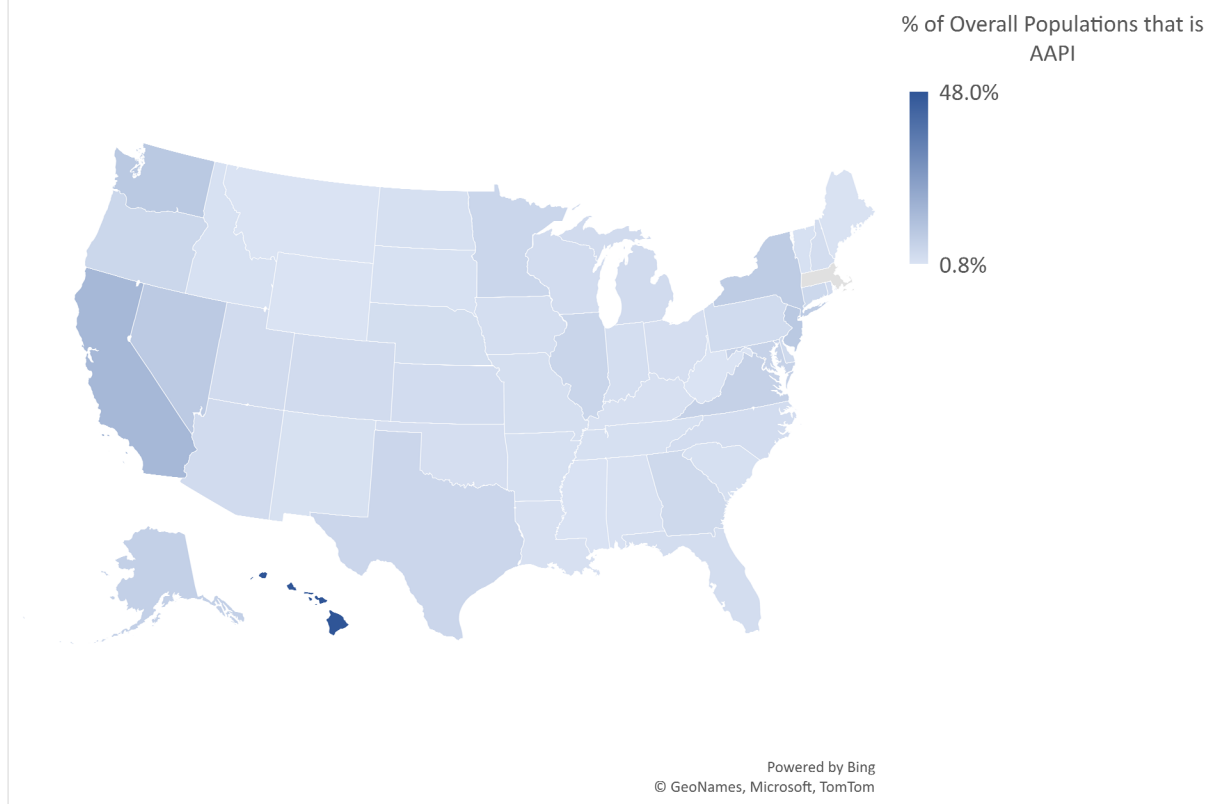 % of Overall Populations that is
AAPI
48.0%
0.8%
Powered by Bing
© GeoNames, Microsoft, TomTom